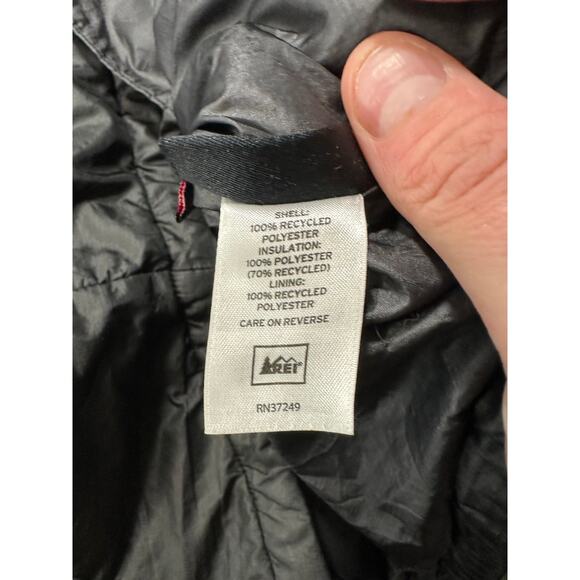 SHELL:
100% RECYCLED
POLYESTER
INSULATION:
100% POLYESTER
(70% RECYCLED)
LINING:
100% RECYCLED
POLYESTER
CARE ON REVERSE
REI®
RN37249